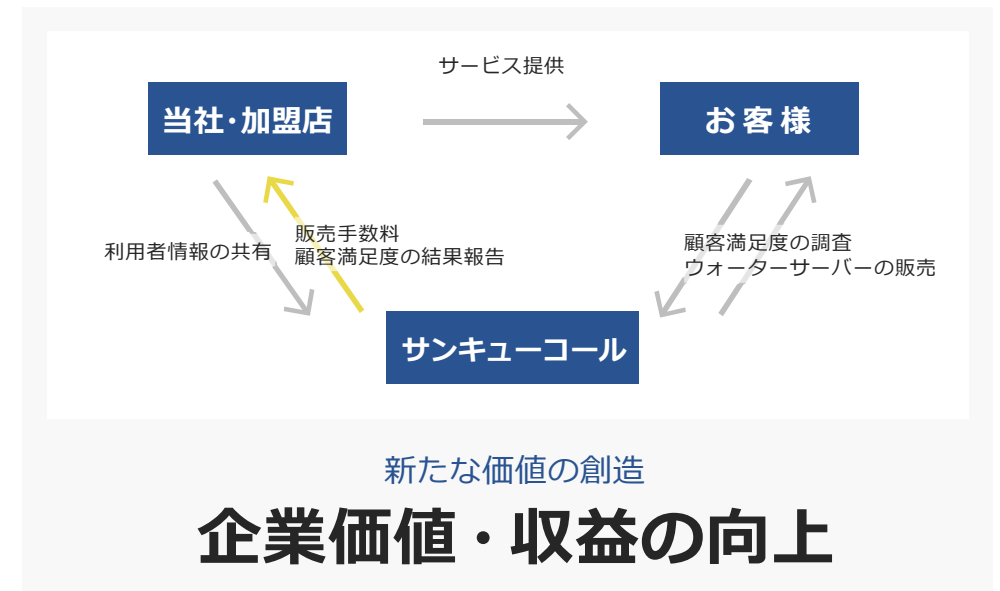 サービス提供
当社・加盟店
お客様
利用者情報の共有
販売手数料
顧客満足度の結果報告
顧客満足度の調査
ウォーターサーバーの販売
サンキューコール
新たな価値の創造
企業価値・収益の向上